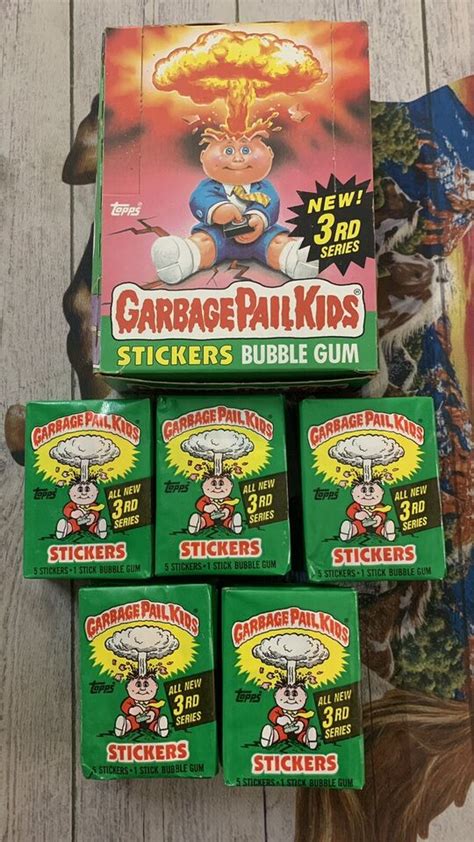 Topps
NEW!
3RD
SERIES
GARBAGE PAIL KIDS®
STICKERS BUBBLE GUM
GARBAGE PAIL KIDS
Topps
ALL NEW
3RD
SERIES
STICKERS
5 STICKERS • 1 STICK BUBBLE GUM
GARBAGE PAIL KIDS
Topps
ALL NEW
3RD
SERIES
STICKERS
5 STICKERS • 1 STICK BUBBLE GUM
GARBAGE PAIL KIDS
Topps
ALL NEW
3RD
SERIES
STICKERS
5 STICKERS • 1 STICK BUBBLE GUM
GARBAGE PAIL KIDS
Topps
ALL NEW
3RD
SERIES
STICKERS
5 STICKERS • 1 STICK BUBBLE GUM
GARBAGE PAIL KIDS
Topps
ALL NEW
3RD
SERIES
STICKERS
5 STICKERS • 1 STICK BUBBLE GUM